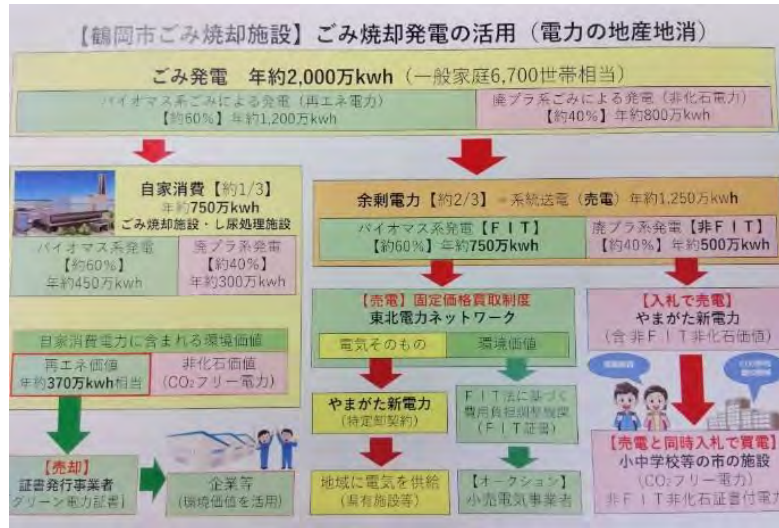 【鶴岡市ごみ焼却施設】ごみ焼却発電の活用（電力の地産地消）
ごみ発電　年約2,000万kwh（一般家庭6,700世帯相当）
バイオマス系ごみによる発電（再エネ電力）
【約60%】年約1,200万kwh
廃プラ系ごみによる発電（非化石電力）
【約40%】年約800万kwh
自家消費【約1/3】
年約750万kwh
ごみ焼却施設・し尿処理施設
バイオマス系発電
【約60%】
年約450万kwh
廃プラ系発電
【約40%】
年約300万kwh
自家消費電力に含まれる環境価値
再エネ価値
年約370万kwh相当
非化石価値
(CO₂フリー電力)
【売却】
証書発行事業者
グリーン電力証書】
企業等
(環境価値を活用)
余剰電力【約2/3】＝系統送電（売電）年約1,250万kwh
バイオマス系発電【ＦＩＴ】
【約60%】年約750万kwh
廃プラ系発電【非ＦＩＴ】
【約40%】年約500万kwh
【売電】固定価格買取制度
東北電力ネットワーク
電気そのもの
環境価値
やまがた新電力
(特定卸契約)
地域に電気を供給
(県有施設等)
ＦＩＴ法に基づく
費用負担調整機関
(ＦＩＴ証書)
【オークション】
小売電気事業者
【入札で売電】
やまがた新電力
(含 非ＦＩＴ非化石価値)
【売電と同時入札で買電】
小中学校等の市の施設
(CO₂フリー電力)
非ＦＩＴ非化石証書付電力